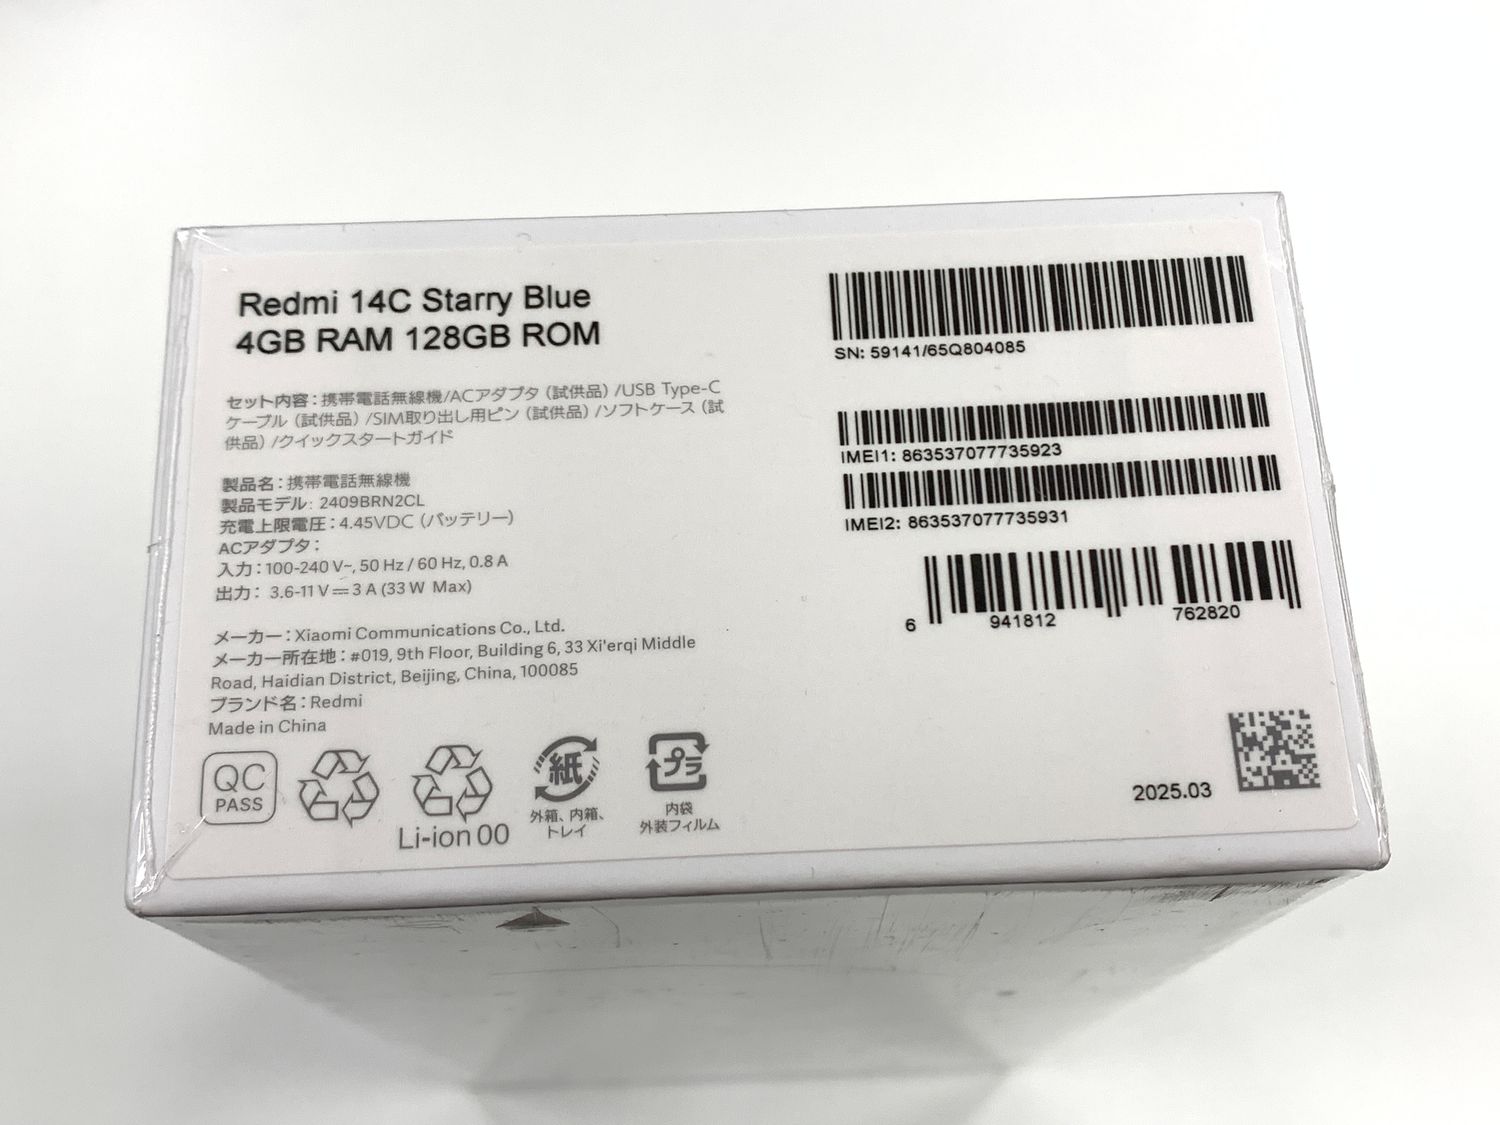 Redmi 14C Starry Blue
4GB RAM 128GB ROM
セット内容：携帯電話無線機/ACアダプタ（試供品）/USB Type-C
ケーブル（試供品）/SIM取り出し用ピン（試供品）/ソフトケース（試
供品）/クイックスタートガイド
製品名：携帯電話無線機
製品モデル: 2409BRN2CL
充電上限電圧：4.45VDC（バッテリー）
ACアダプタ：
入力：100-240 V~, 50 Hz / 60 Hz, 0.8 A
出力： 3.6-11 V⎓3 A (33 W Max)
メーカー：Xiaomi Communications Co., Ltd.
メーカー所在地：#019, 9th Floor, Building 6, 33 Xi'erqi Middle
Road, Haidian District, Beijing, China, 100085
ブランド名：Redmi
Made in China
QC
PASS
Li-ion 00
紙
外箱、内箱、
トレイ
プラ
内袋
外装フィルム
SN: 59141/65Q804085
IMEI1: 863537077735923
IMEI2: 863537077735931
6 941812 762820
2025.03